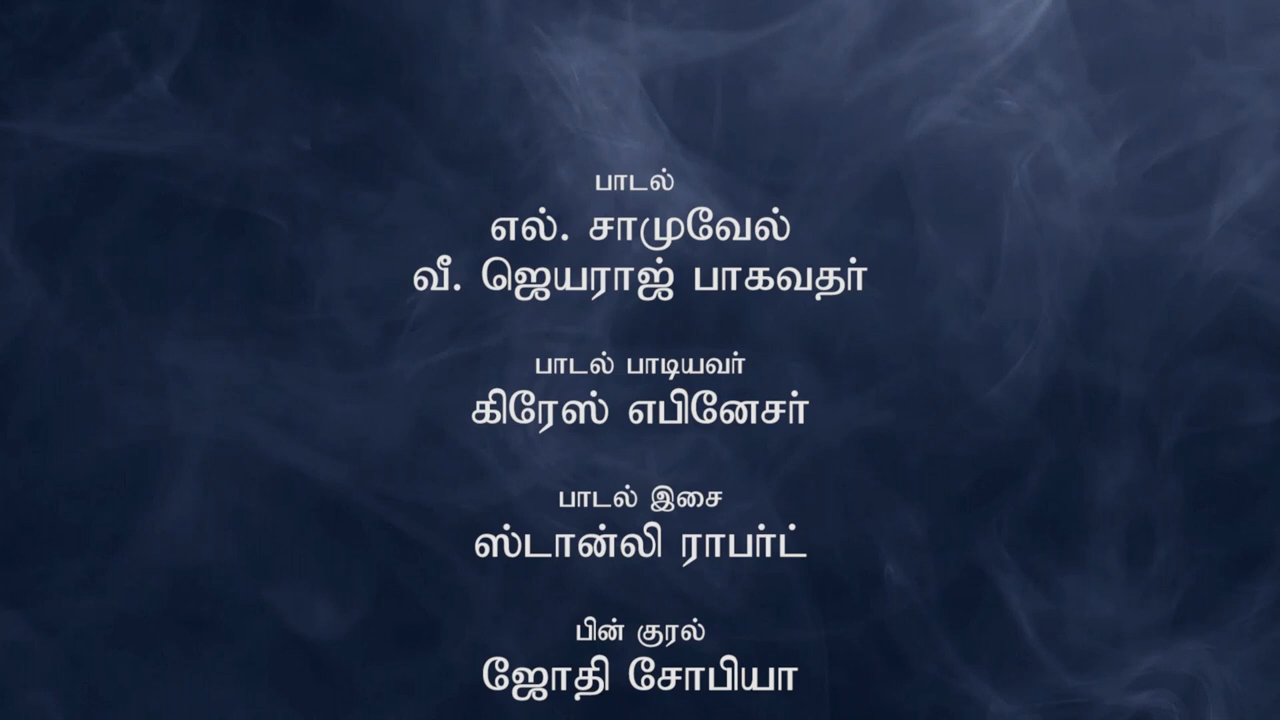 பாடல்
எல். சாமுவேல்
வீ. ஜெயராஜ் பாகவதர்
பாடல் பாடியவர்
கிரேஸ் எபினேசர்
பாடல் இசை
ஸ்டான்லி ராபர்ட்
பின் குரல்
ஜோதி சோபியா